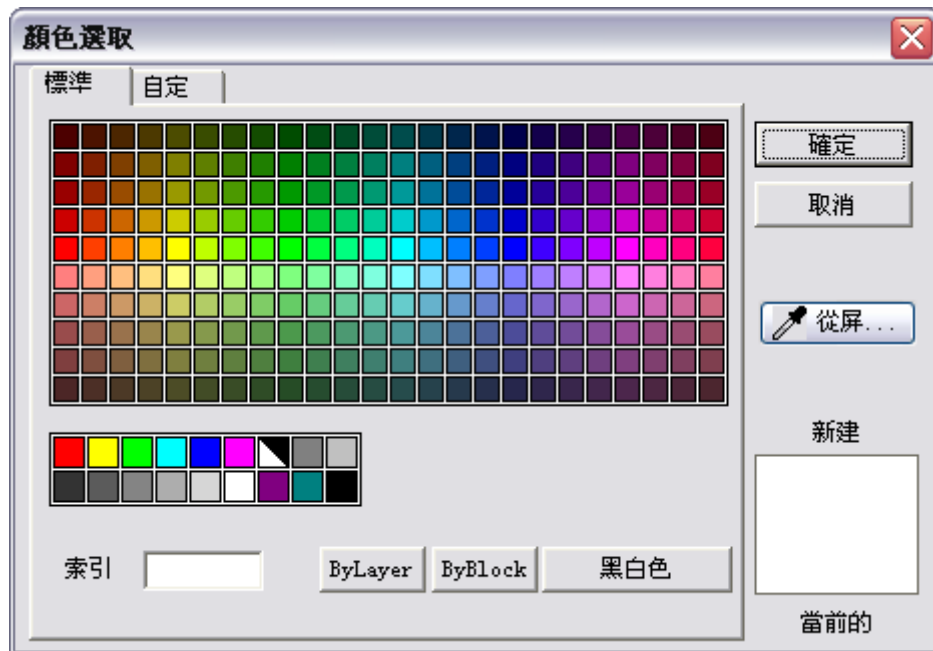 顏色選取
標準
自定
確定
取消
從屏...
新建
當前的
索引
ByLayer
ByBlock
黑白色